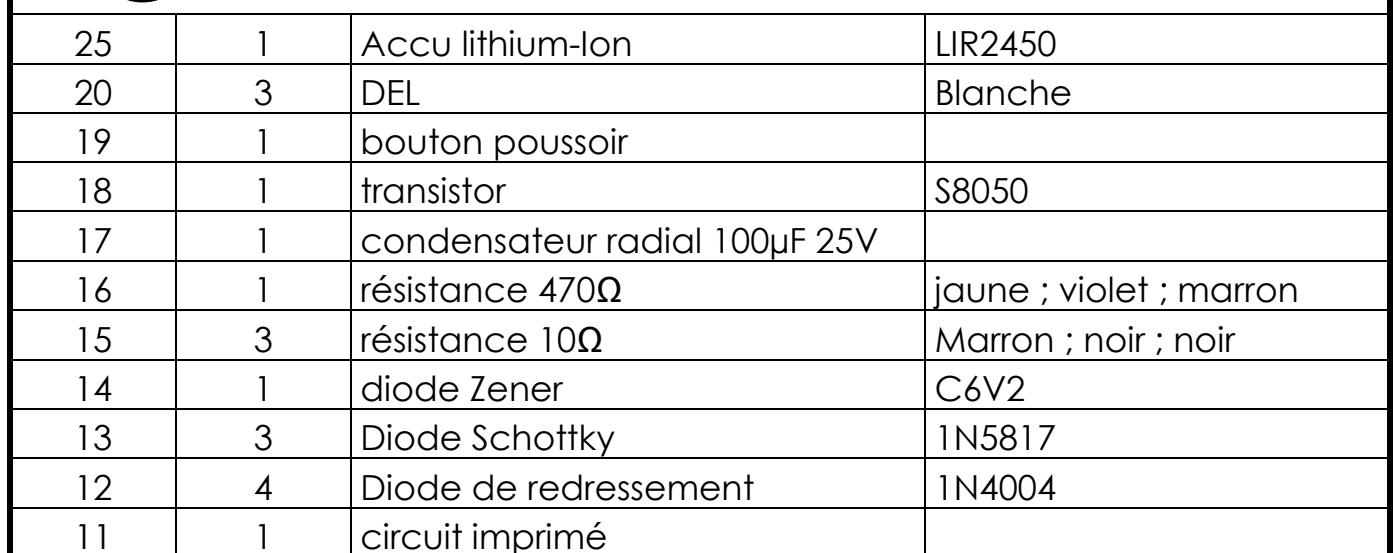 25 1 Accu lithium-Ion LIR2450
20 3 DEL Blanche
19 1 bouton poussoir
18 1 transistor S8050
17 1 condensateur radial 100µF 25V
16 1 résistance 470Ω jaune ; violet ; marron
15 3 résistance 10Ω Marron ; noir ; noir
14 1 diode Zener C6V2
13 3 Diode Schottky 1N5817
12 4 Diode de redressement 1N4004
11 1 circuit imprimé